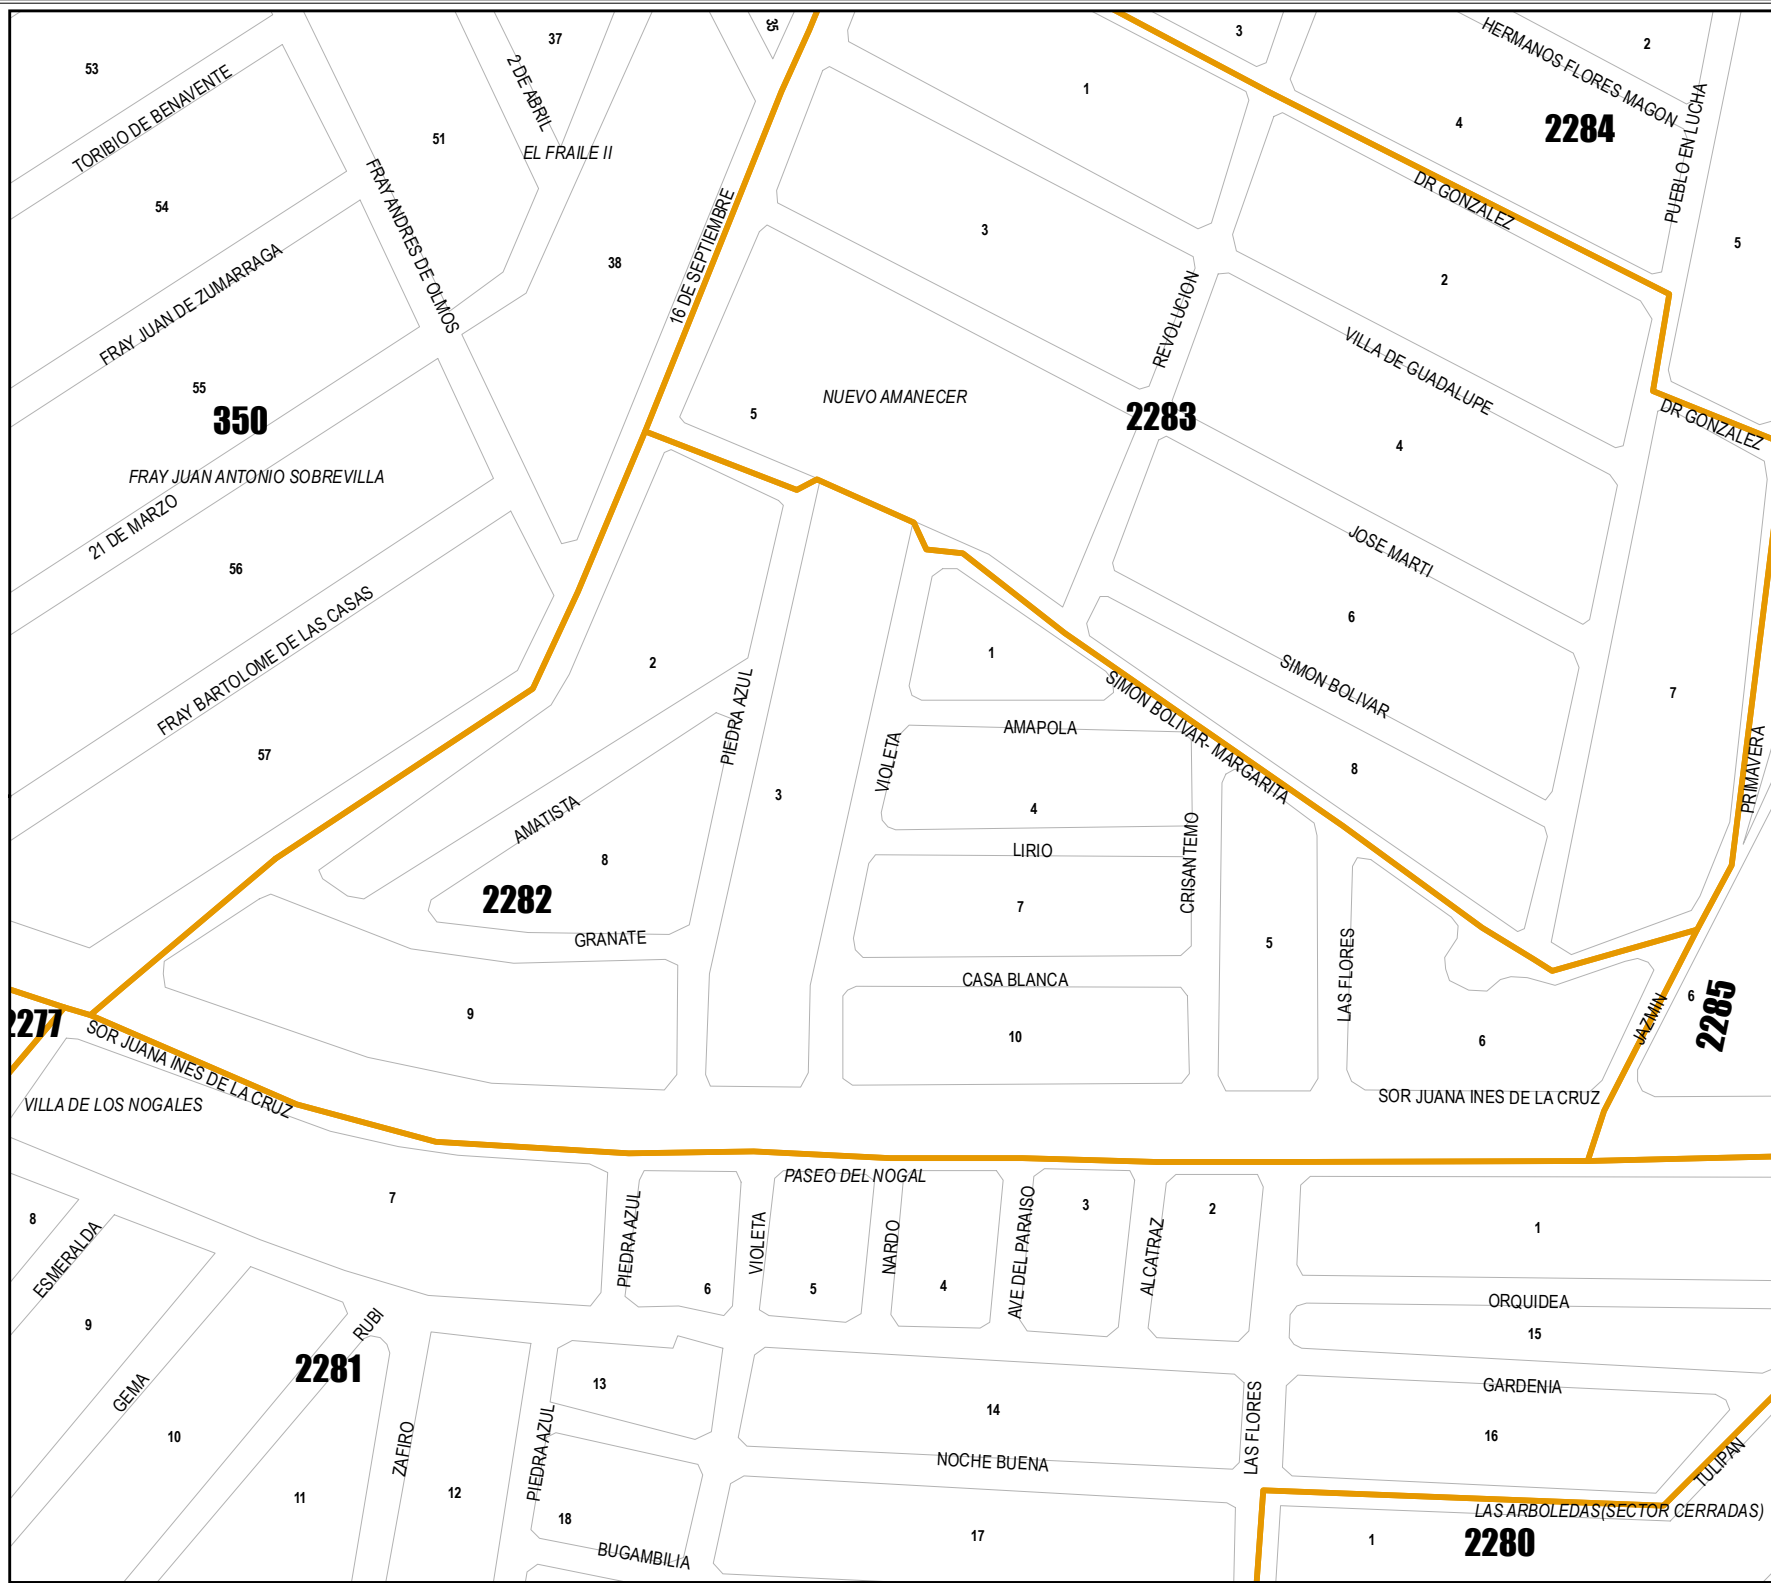 53
37
35
3
2
HERMANOS FLORES MAGON
TORIBIO DE BENAVENTE
2 DE ABRIL
1
4
2284
PUEBLO EN LUCHA
51
EL FRAILE II
54
FRAY ANDRES DE OLMOS
DR GONZALEZ
16 DE SEPTIEMBRE
3
5
38
2
FRAY JUAN DE ZUMARRAGA
REVOLUCION
VILLA DE GUADALUPE
55
350
NUEVO AMANECER
5
2283
DR GONZALEZ
4
FRAY JUAN ANTONIO SOBREVILLA
21 DE MARZO
JOSE MARTI
56
FRAY BARTOLOME DE LAS CASAS
6
2
1
SIMON BOLIVAR
7
PIEDRA AZUL
SIMON BOLIVAR- MARGARITA
AMAPOLA
57
VIOLETA
PRIMAVERA
8
3
4
AMATISTA
LIRIO
8
CRISANTEMO
2282
7
GRANATE
5
LAS FLORES
CASA BLANCA
6
2285
9
2277
10
6
JAZMIN
SOR JUANA INES DE LA CRUZ
SOR JUANA INES DE LA CRUZ
VILLA DE LOS NOGALES
PASEO DEL NOGAL
7
8
PIEDRA AZUL
VIOLETA
NARDO
AVE DEL PARAISO
3
ALCATRAZ
2
1
ESMERALDA
6
5
4
ORQUIDEA
9
RUBI
15
2281
13
GEMA
GARDENIA
14
LAS FLORES
10
ZAFIRO
PIEDRA AZUL
16
NOCHE BUENA
TULIPAN
11
12
18
LAS ARBOLEDAS(SECTOR CERRADAS)
17
1
2280
BUGAMBILIA